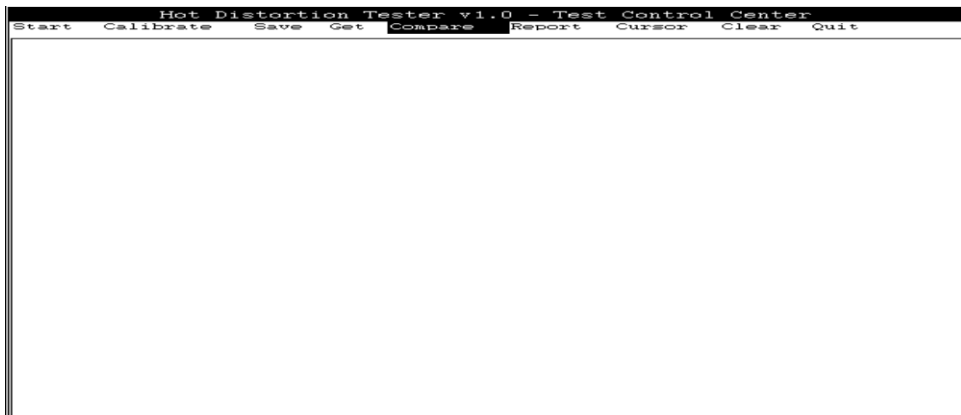 Hot Distortion Tester v1.0 - Test Control Center
Start Calibrate Save Get Compare Report Cursor Clear Quit